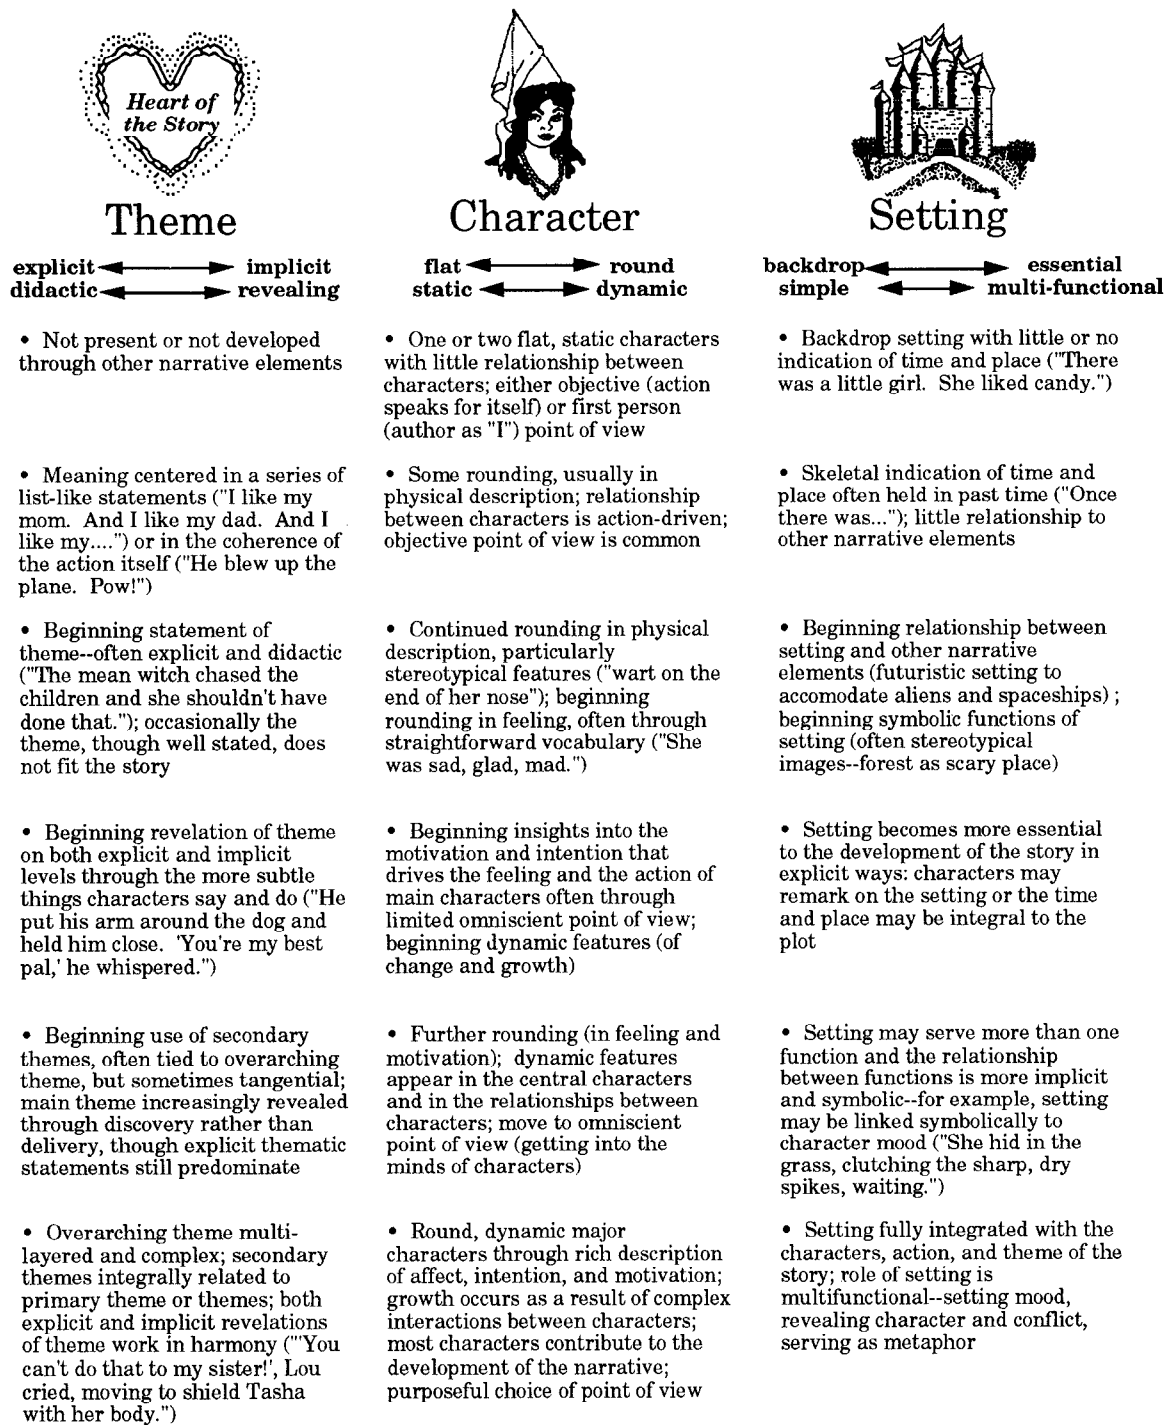 Heart of
the Story
Theme
explicit implicit
didactic revealing
• Not present or not developed
through other narrative elements
• Meaning centered in a series of
list-like statements ("I like my
mom. And I like my dad. And I
like my....") or in the coherence of
the action itself ("He blew up the
plane. Pow!")
• Beginning statement of
theme--often explicit and didactic
("The mean witch chased the
children and she shouldn't have
done that."); occasionally the
theme, though well stated, does
not fit the story
• Beginning revelation of theme
on both explicit and implicit
levels through the more subtle
things characters say and do ("He
put his arm around the dog and
held him close. 'You're my best
pal,' he whispered.")
• Beginning use of secondary
themes, often tied to overarching
theme, but sometimes tangential;
main theme increasingly revealed
through discovery rather than
delivery, though explicit thematic
statements still predominate
• Overarching theme multi-
layered and complex; secondary
themes integrally related to
primary theme or themes; both
explicit and implicit revelations
of theme work in harmony ("'You
can't do that to my sister!', Lou
cried, moving to shield Tasha
with her body.")
Character
flat round
static dynamic
• One or two flat, static characters
with little relationship between
characters; either objective (action
speaks for itself) or first person
(author as "I") point of view
• Some rounding, usually in
physical description; relationship
between characters is action-driven;
objective point of view is common
• Continued rounding in physical
description, particularly
stereotypical features ("wart on the
end of her nose"); beginning
rounding in feeling, often through
straightforward vocabulary ("She
was sad, glad, mad.")
• Beginning insights into the
motivation and intention that
drives the feeling and the action of
main characters often through
limited omniscient point of view;
beginning dynamic features (of
change and growth)
• Further rounding (in feeling and
motivation); dynamic features
appear in the central characters
and in the relationships between
characters; move to omniscient
point of view (getting into the
minds of characters)
• Round, dynamic major
characters through rich description
of affect, intention, and motivation;
growth occurs as a result of complex
interactions between characters;
most characters contribute to the
development of the narrative;
purposeful choice of point of view
Setting
backdrop essential
simple multi-functional
• Backdrop setting with little or no
indication of time and place ("There
was a little girl. She liked candy.")
• Skeletal indication of time and
place often held in past time ("Once
there was..."); little relationship to
other narrative elements
• Beginning relationship between
setting and other narrative
elements (futuristic setting to
accomodate aliens and spaceships) ;
beginning symbolic functions of
setting (often stereotypical
images--forest as scary place)
• Setting becomes more essential
to the development of the story in
explicit ways: characters may
remark on the setting or the time
and place may be integral to the
plot
• Setting may serve more than one
function and the relationship
between functions is more implicit
and symbolic--for example, setting
may be linked symbolically to
character mood ("She hid in the
grass, clutching the sharp, dry
spikes, waiting.")
• Setting fully integrated with the
characters, action, and theme of the
story; role of setting is
multifunctional--setting mood,
revealing character and conflict,
serving as metaphor